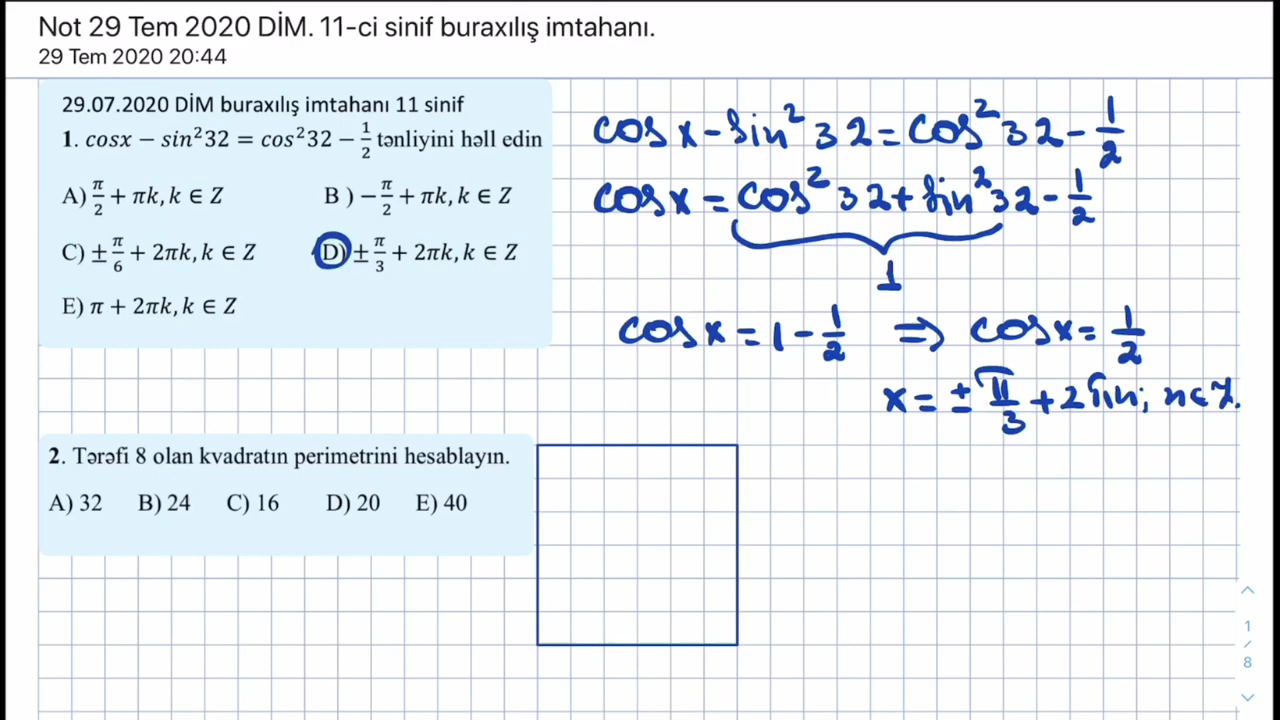 Not 29 Tem 2020 DİM. 11-ci sinif buraxılış imtahanı.
29 Tem 2020 20:44
29.07.2020 DİM buraxılış imtahanı 11 sinif
1. cosx − sin²32 = cos²32 − 1/2 tənliyini həll edin
A) π/2 + πk, k ∈ Z B ) − π/2 + πk, k ∈ Z
C) ± π/6 + 2πk, k ∈ Z D) ± π/3 + 2πk, k ∈ Z
E) π + 2πk, k ∈ Z
cos x - sin² 32 = cos² 32 - 1/2
cos x = cos² 32 + sin² 32 - 1/2
1
cos x = 1 - 1/2 ⇒ cos x = 1/2
x = ± π/3 + 2πn; n ∈ Z.
2. Tərəfi 8 olan kvadratın perimetrini hesablayın.
A) 32 B) 24 C) 16 D) 20 E) 40
1
/
8